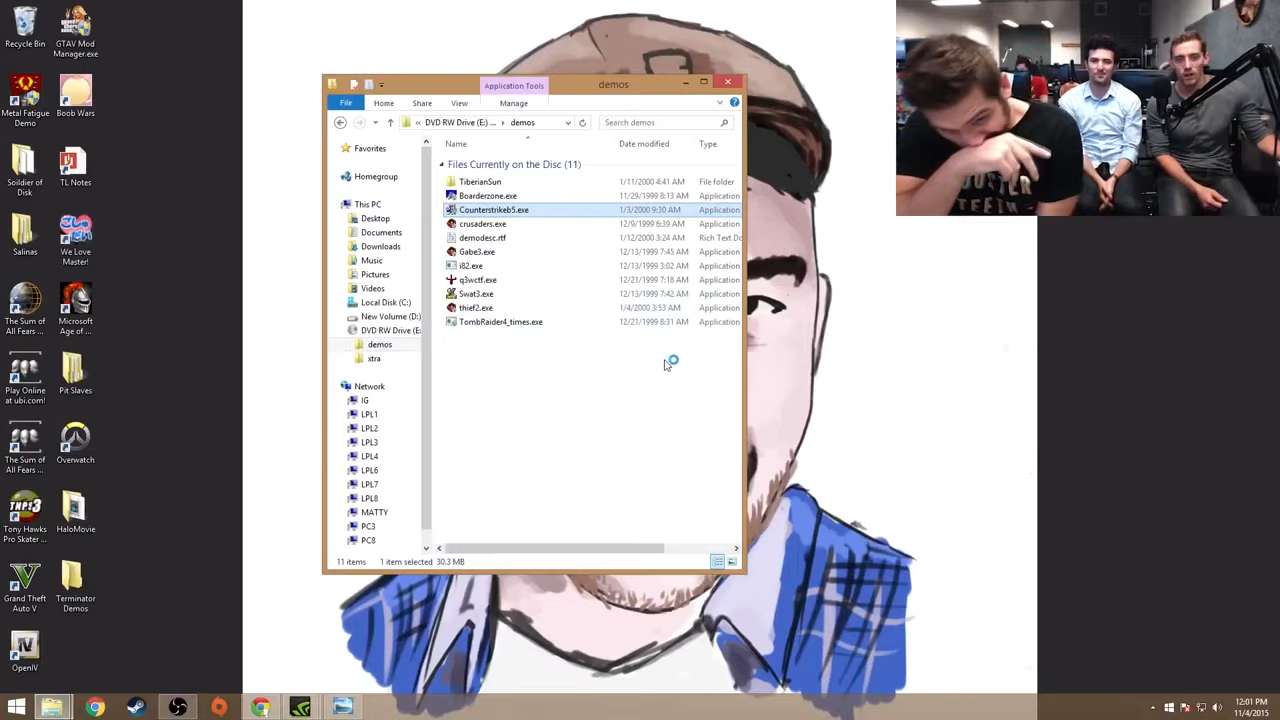 Recycle Bin
GTAV Mod
Manager.exe
Metal Fatigue
Demo
Boob Wars
Soildier of
Disk
TL Notes
Salinas
We Love
Master!
The Sum of
All Fears ...
Microsoft
Age of...
Play Online
at ubi.com!
Pit Slaves
The Sum of
All Fears ...
Overwatch
THPS3
Tony Hawks
Pro Skater ...
HaloMovie
Grand Theft
Auto V
Terminator
Demos
OpenIV
Application Tools
demos
File
Home
Share
View
Manage
« DVD RW Drive (E:) ... › demos
Search demos
Favorites
Homegroup
This PC
Desktop
Documents
Downloads
Music
Pictures
Videos
Local Disk (C:)
New Volume (D:)
DVD RW Drive (E:
demos
xtra
Network
IG
LPL1
LPL2
LPL3
LPL4
LPL6
LPL7
LPL8
MATTY
PC3
PC8
Name Date modified Type
Files Currently on the Disc (11)
TiberianSun 1/11/2000 4:41 AM File folder
Boarderzone.exe 11/29/1999 8:13 AM Application
Counterstrikeb5.exe 1/3/2000 9:30 AM Application
crusaders.exe 12/9/1999 6:39 AM Application
demodesc.rtf 1/12/2000 3:24 AM Rich Text Do
Gabe3.exe 12/13/1999 7:45 AM Application
i82.exe 12/13/1999 3:02 AM Application
q3wctf.exe 12/21/1999 7:18 AM Application
Swat3.exe 12/13/1999 7:42 AM Application
thief2.exe 1/4/2000 3:53 AM Application
TombRaider4_times.exe 12/21/1999 8:31 AM Application
11 items 1 item selected 30.3 MB
12:01 PM
11/4/2015